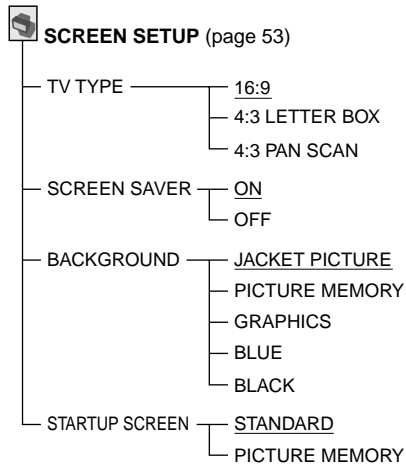 SCREEN SETUP (page 53)
TV TYPE 16:9
4:3 LETTER BOX
4:3 PAN SCAN
SCREEN SAVER ON
OFF
BACKGROUND JACKET PICTURE
PICTURE MEMORY
GRAPHICS
BLUE
BLACK
STARTUP SCREEN STANDARD
PICTURE MEMORY